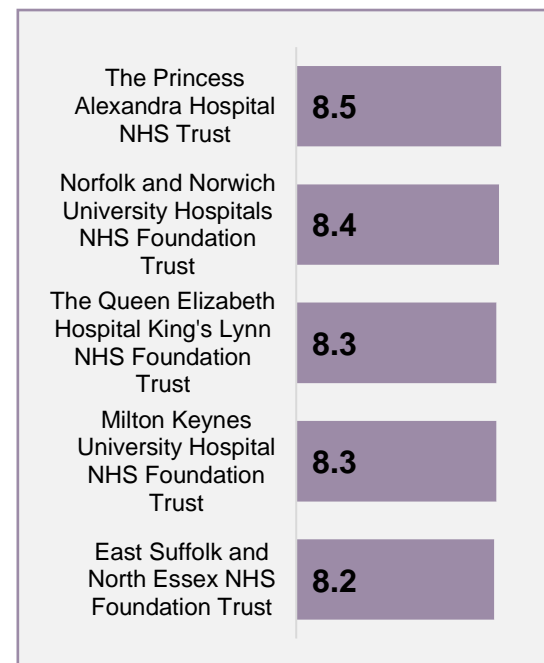 The Princess
Alexandra Hospital
NHS Trust
8.5
Norfolk and Norwich
University Hospitals
NHS Foundation
Trust
8.4
The Queen Elizabeth
Hospital King's Lynn
NHS Foundation
Trust
8.3
Milton Keynes
University Hospital
NHS Foundation
Trust
8.3
East Suffolk and
North Essex NHS
Foundation Trust
8.2